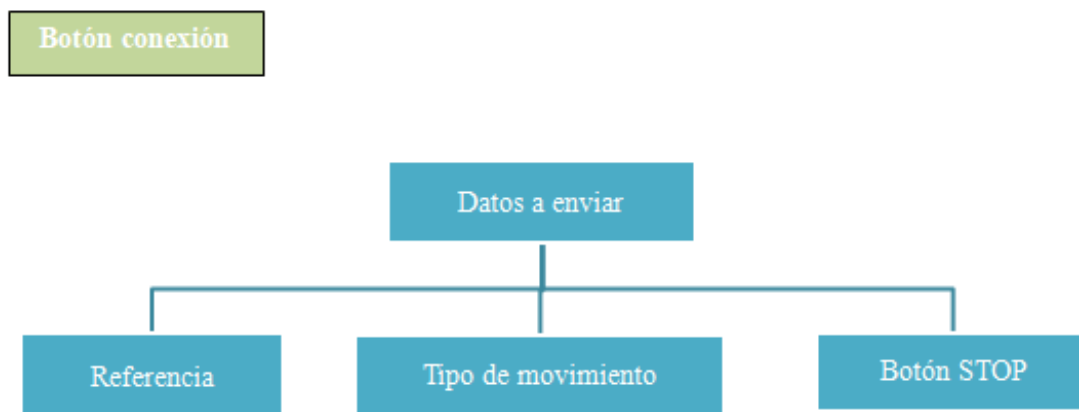 Botón conexión
Datos a enviar
Referencia
Tipo de movimiento
Botón STOP